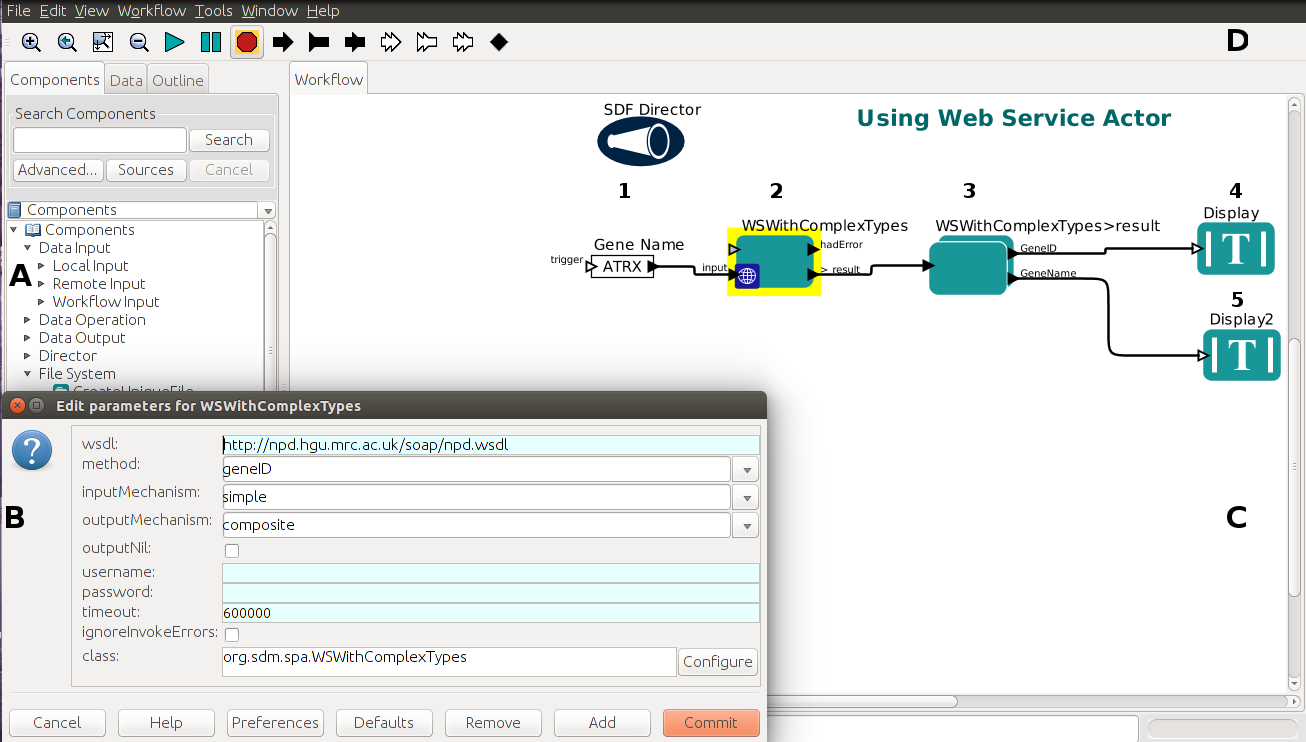 File Edit View Workflow Tools Window Help
D
Components Data Outline
Workflow
Search Components
Search
Advanced... Sources Cancel
Components
Components
Data Input
Local Input
Remote Input
Workflow Input
Data Operation
Data Output
Director
File System
CreateUniqueFile
A
SDF Director
Using Web Service Actor
1 2 3 4
Display
WSWithComplexTypes WSWithComplexTypes>result
Gene Name
hadError
GeneID
T
trigger
ATRX
input
> result
GeneName
5
Display2
T
C
Edit parameters for WSWithComplexTypes
?
B
wsdl: http://npd.hgu.mrc.ac.uk/soap/npd.wsdl
method: geneID
inputMechanism: simple
outputMechanism: composite
outputNil:
username:
password:
timeout: 600000
ignoreInvokeErrors:
class: org.sdm.spa.WSWithComplexTypes Configure
Cancel Help Preferences Defaults Remove Add Commit